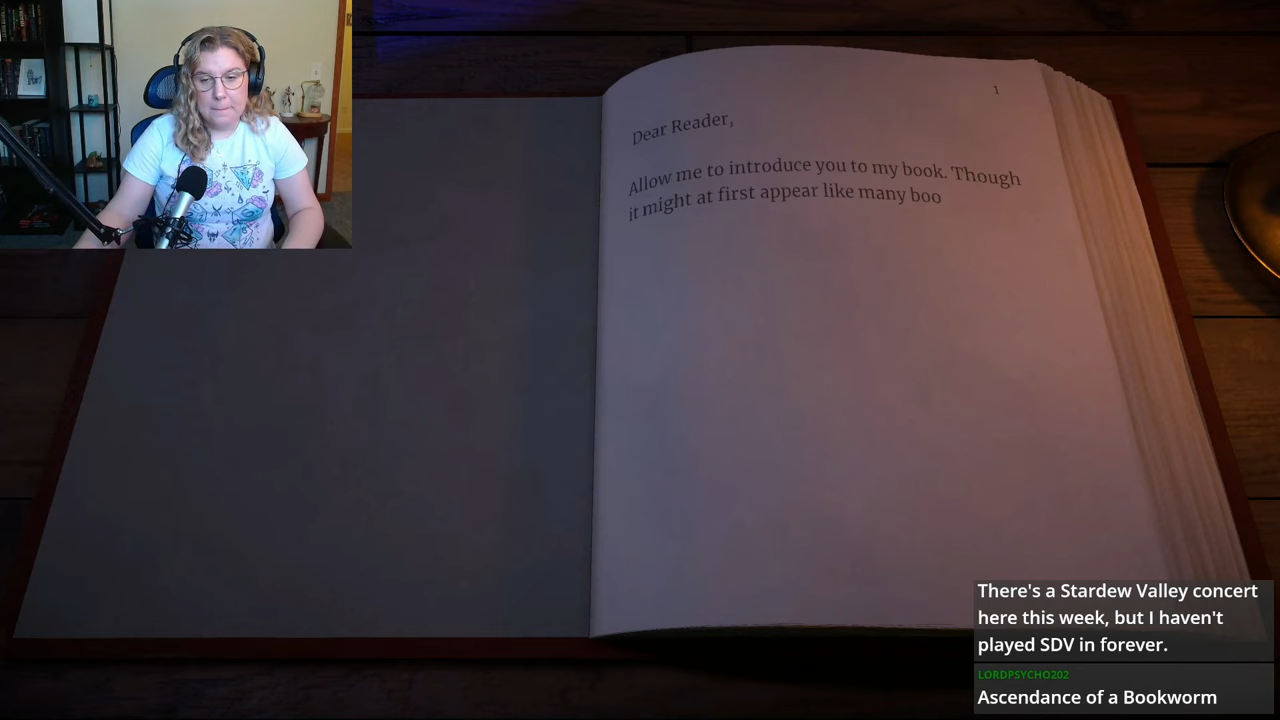 1
Dear Reader,
Allow me to introduce you to my book. Though
it might at first appear like many boo
There's a Stardew Valley concert
here this week, but I haven't
played SDV in forever.
LORDPSYCHO202
Ascendance of a Bookworm